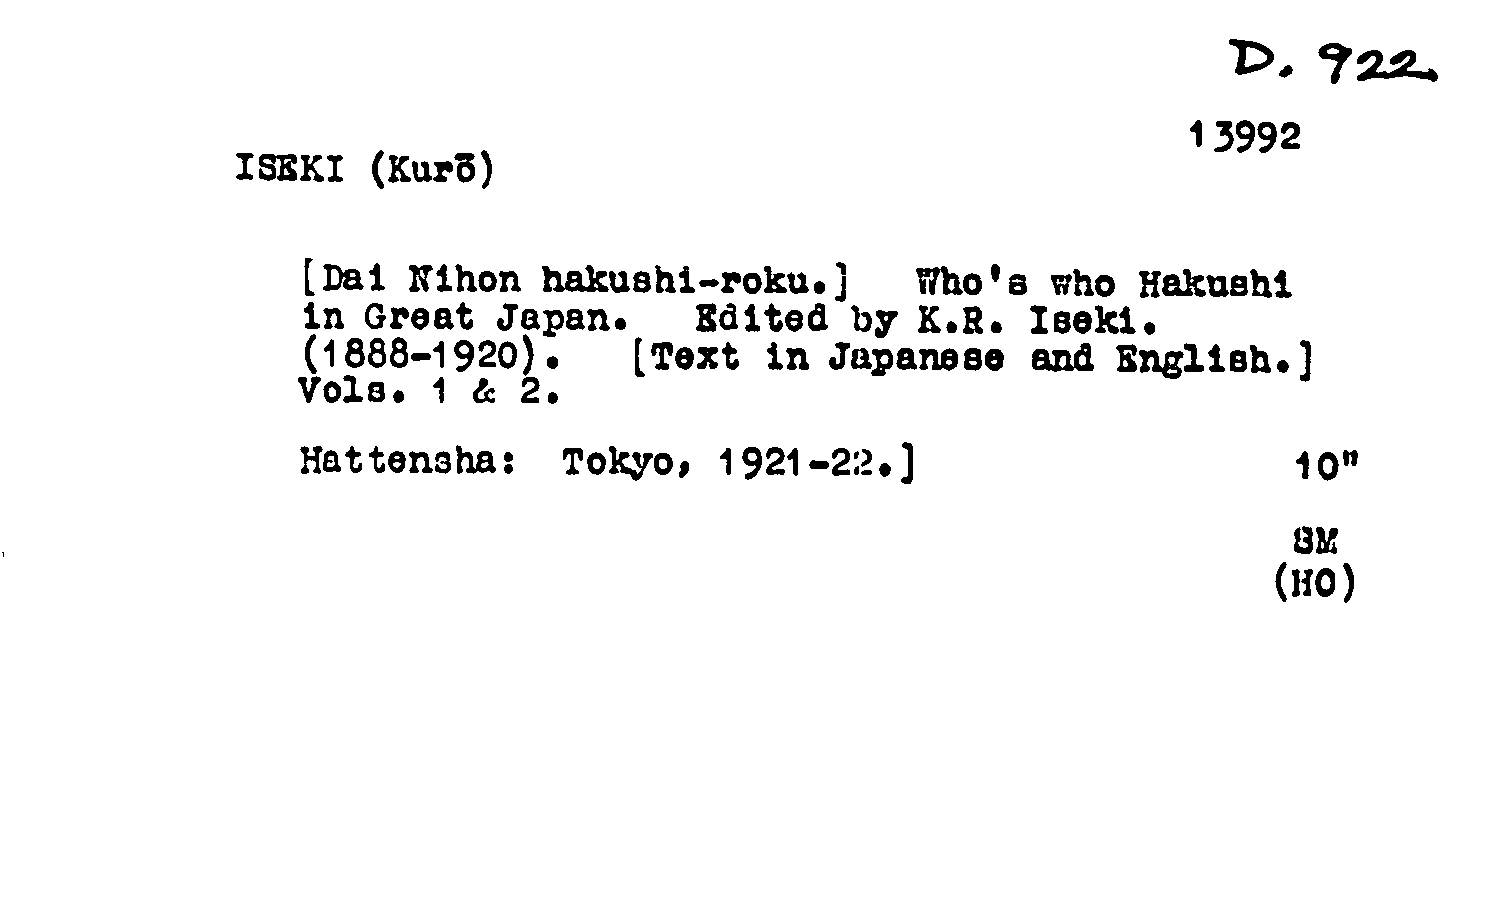 D. 922.
13992
ISEKI (Kurō)
[Dai Nihon hakushi-roku.] Who's who Hakushi
in Great Japan. Edited by K.R. Iseki.
(1888-1920). [Text in Japanese and English.]
Vols. 1 & 2.
Hattensha: Tokyo, 1921-22.] 10"
SM
(HO)